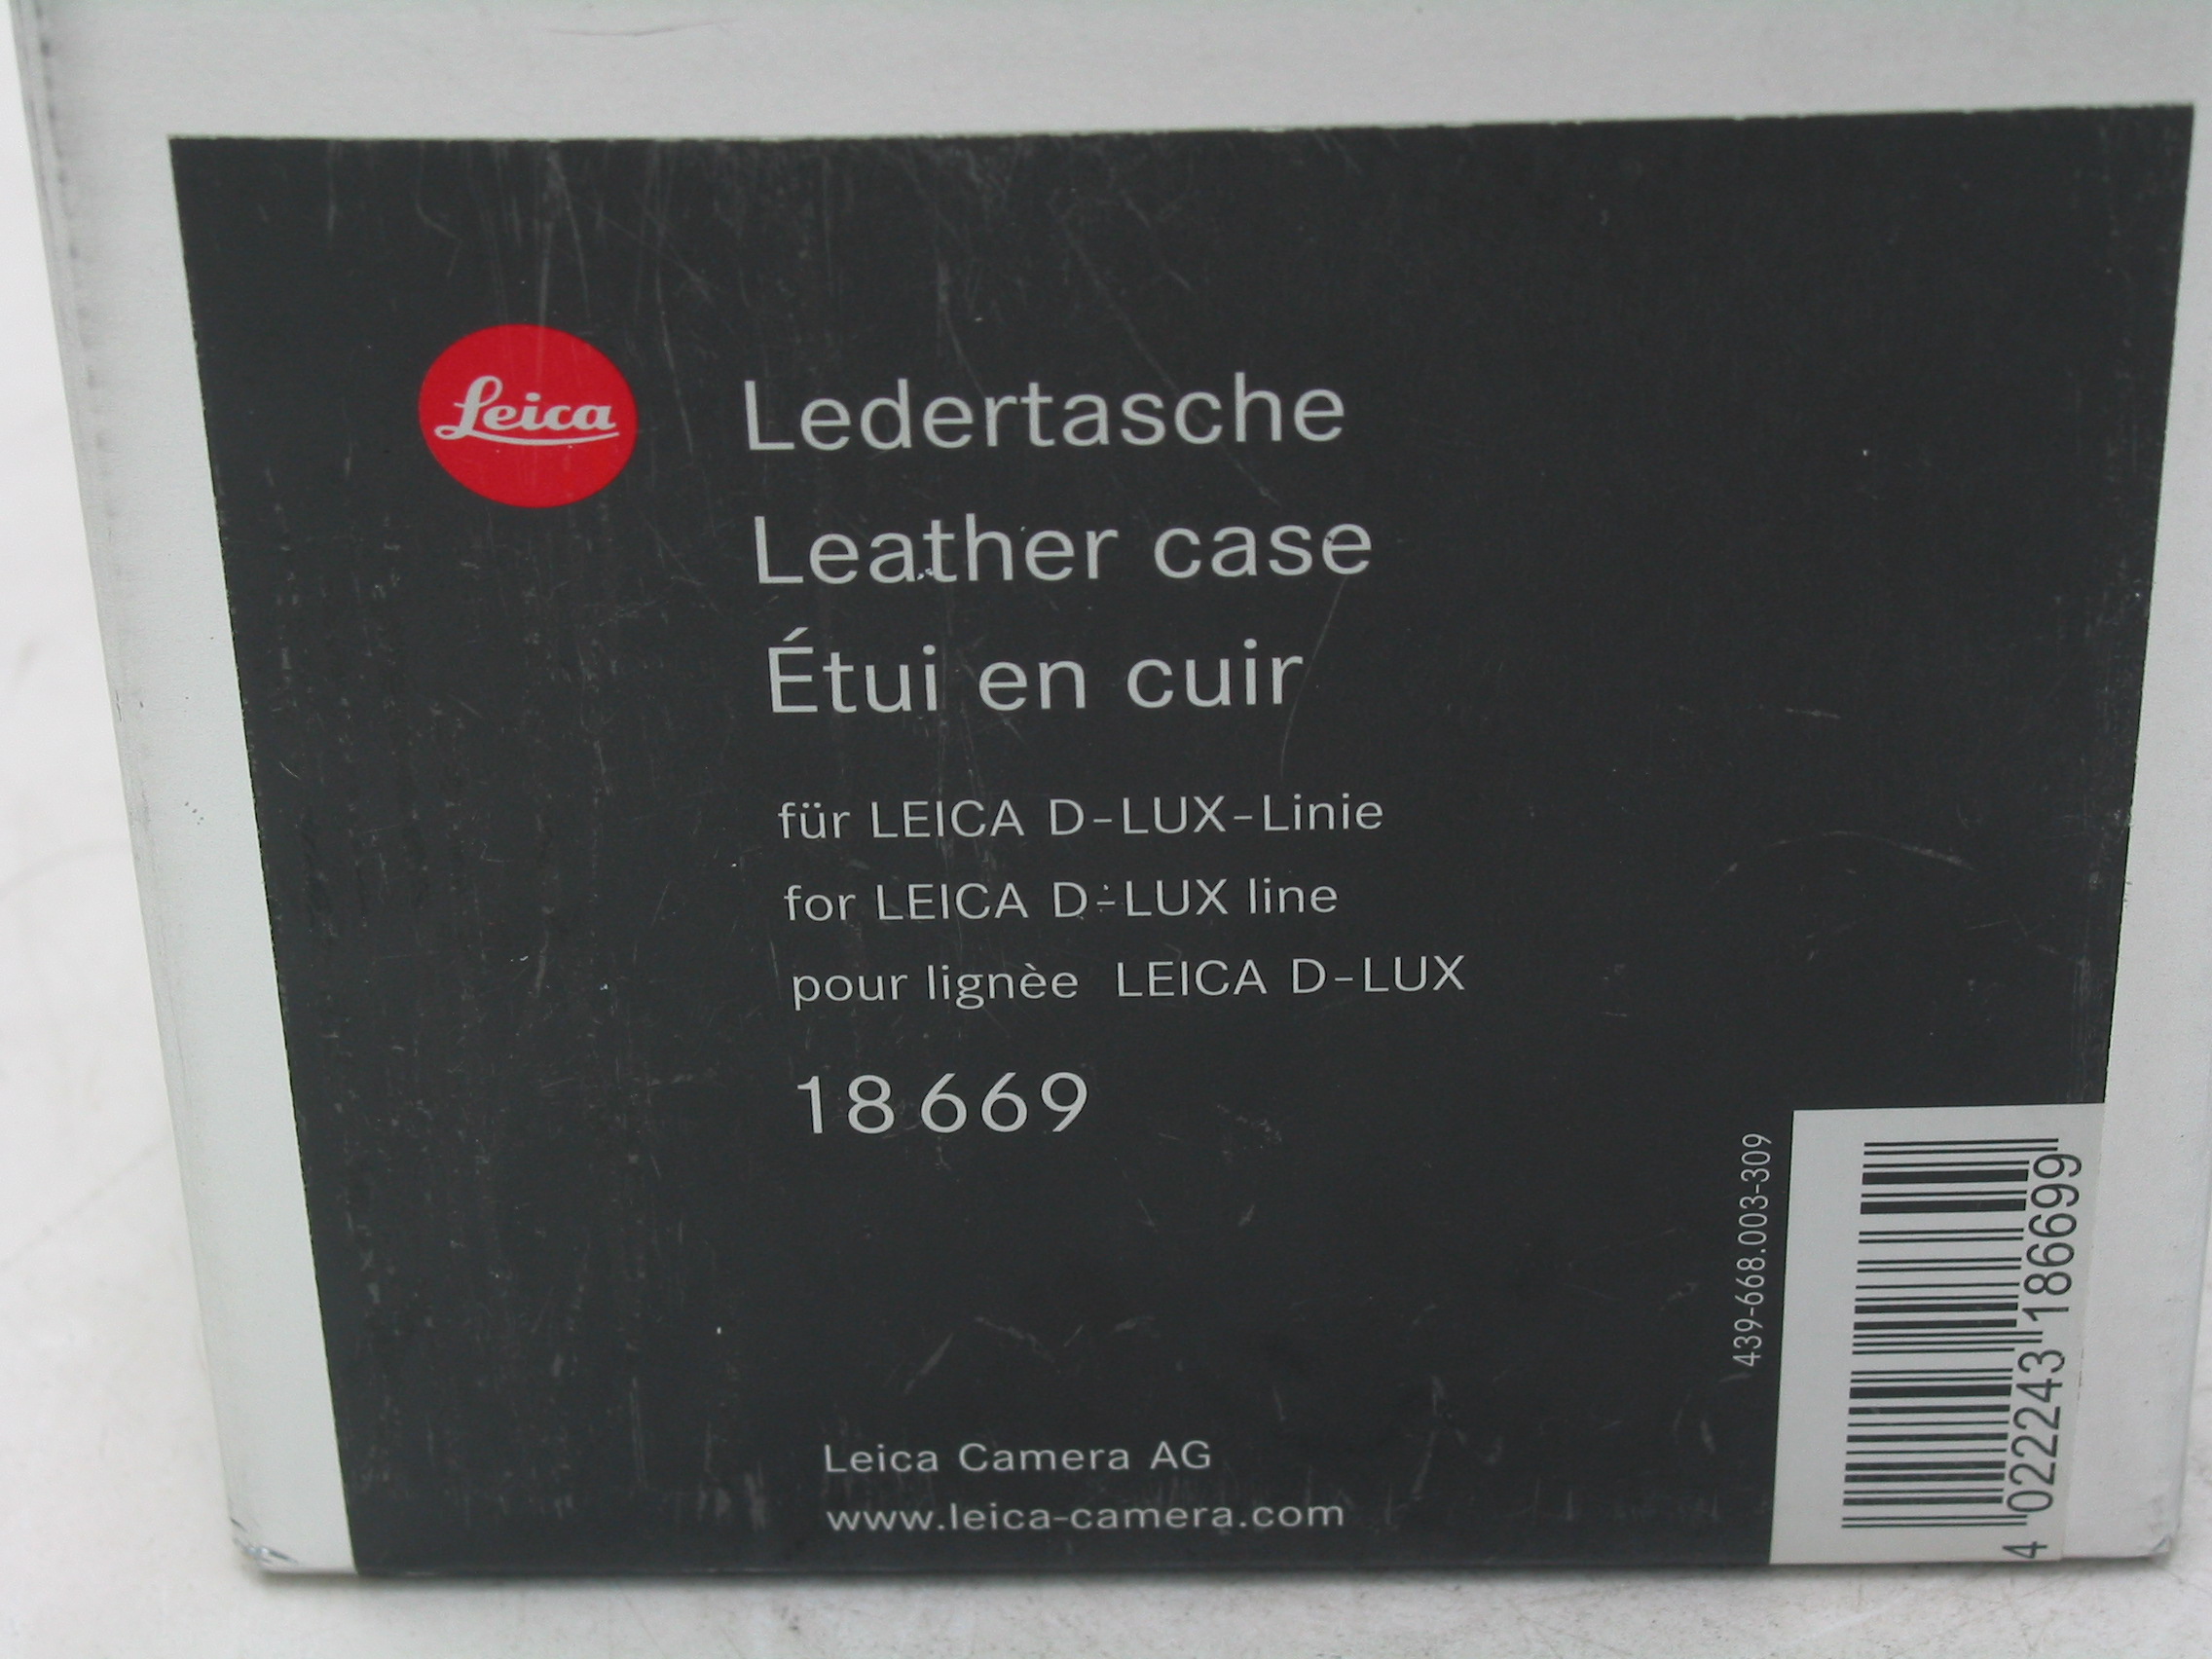 Leica
Ledertasche
Leather case
Étui en cuir
für LEICA D-LUX-Linie
for LEICA D-LUX line
pour lignèe LEICA D-LUX
18 669
Leica Camera AG
www.leica-camera.com
439-668.003-309
4 022243 186699